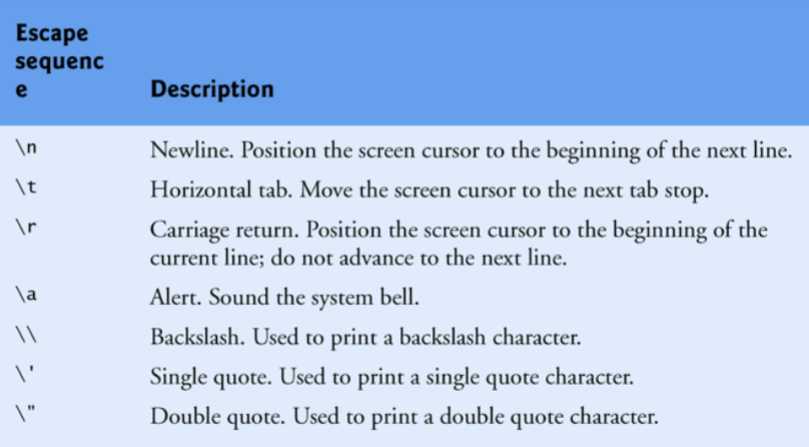 Escape
sequenc
e Description
\n Newline. Position the screen cursor to the beginning of the next line.
\t Horizontal tab. Move the screen cursor to the next tab stop.
\r Carriage return. Position the screen cursor to the beginning of the
current line; do not advance to the next line.
\a Alert. Sound the system bell.
\\ Backslash. Used to print a backslash character.
\' Single quote. Used to print a single quote character.
\" Double quote. Used to print a double quote character.